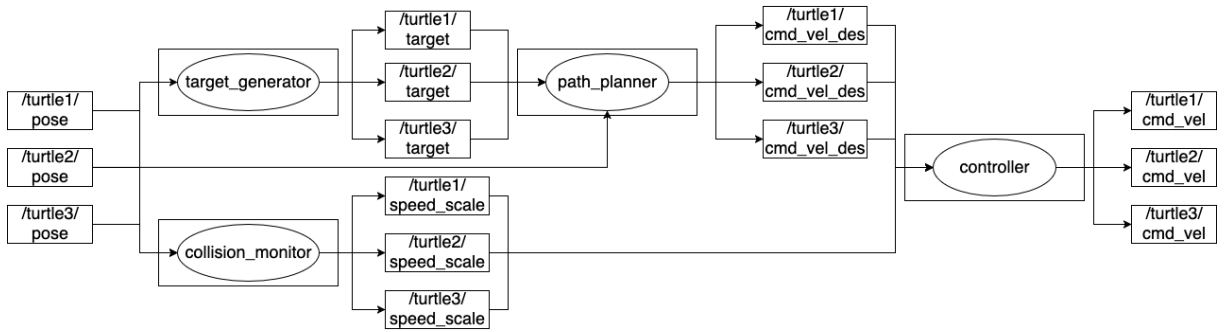 /turtle1/
pose
/turtle2/
pose
/turtle3/
pose
target_generator
collision_monitor
/turtle1/
target
/turtle2/
target
/turtle3/
target
/turtle1/
speed_scale
/turtle2/
speed_scale
/turtle3/
speed_scale
path_planner
/turtle1/
cmd_vel_des
/turtle2/
cmd_vel_des
/turtle3/
cmd_vel_des
controller
/turtle1/
cmd_vel
/turtle2/
cmd_vel
/turtle3/
cmd_vel